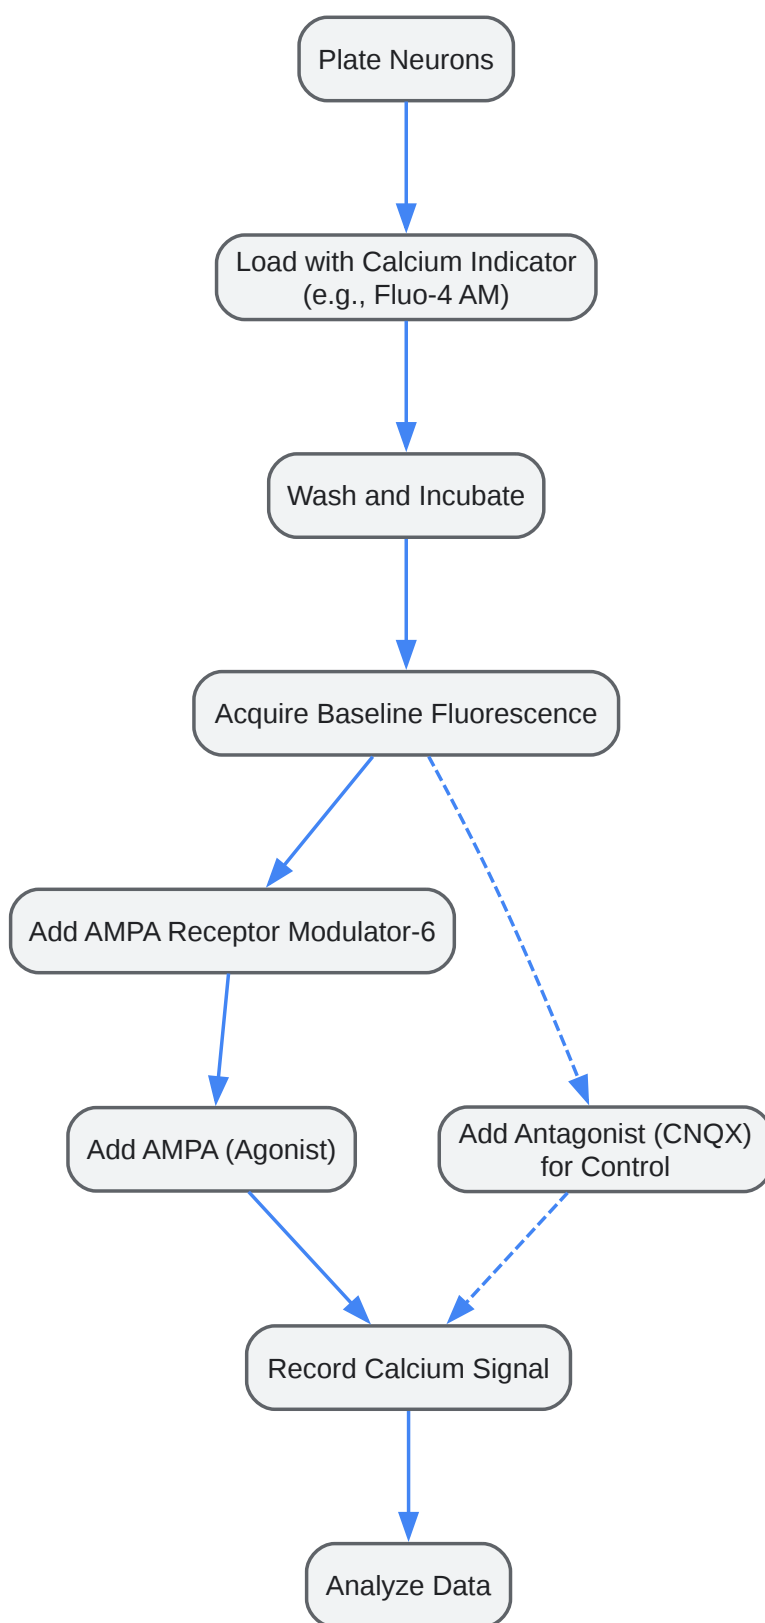 Plate Neurons
Load with Calcium Indicator
(e.g., Fluo-4 AM)
Wash and Incubate
Acquire Baseline Fluorescence
Add AMPA Receptor Modulator-6
Add AMPA (Agonist)
Add Antagonist (CNQX)
for Control
Record Calcium Signal
Analyze Data